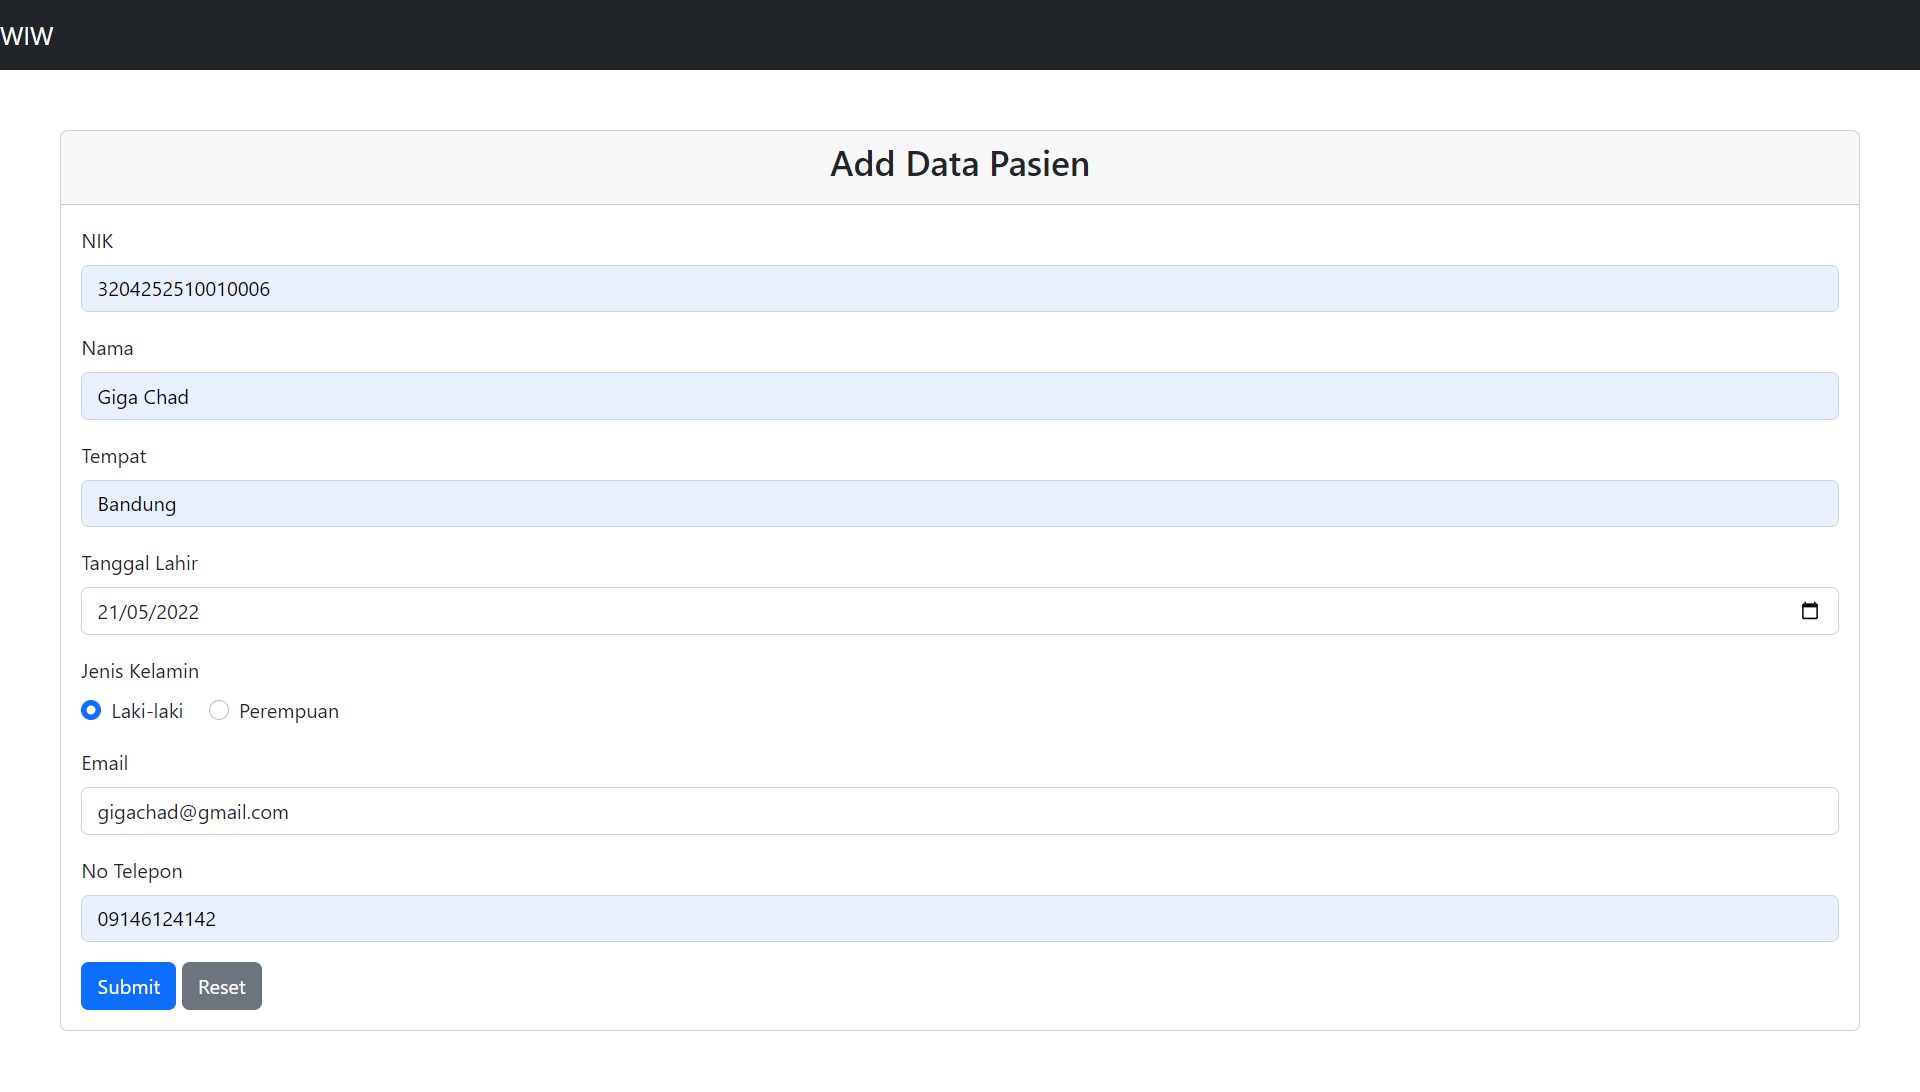 WIW
Add Data Pasien
NIK
3204252510010006
Nama
Giga Chad
Tempat
Bandung
Tanggal Lahir
21/05/2022
Jenis Kelamin
Laki-laki Perempuan
Email
gigachad@gmail.com
No Telepon
09146124142
Submit Reset